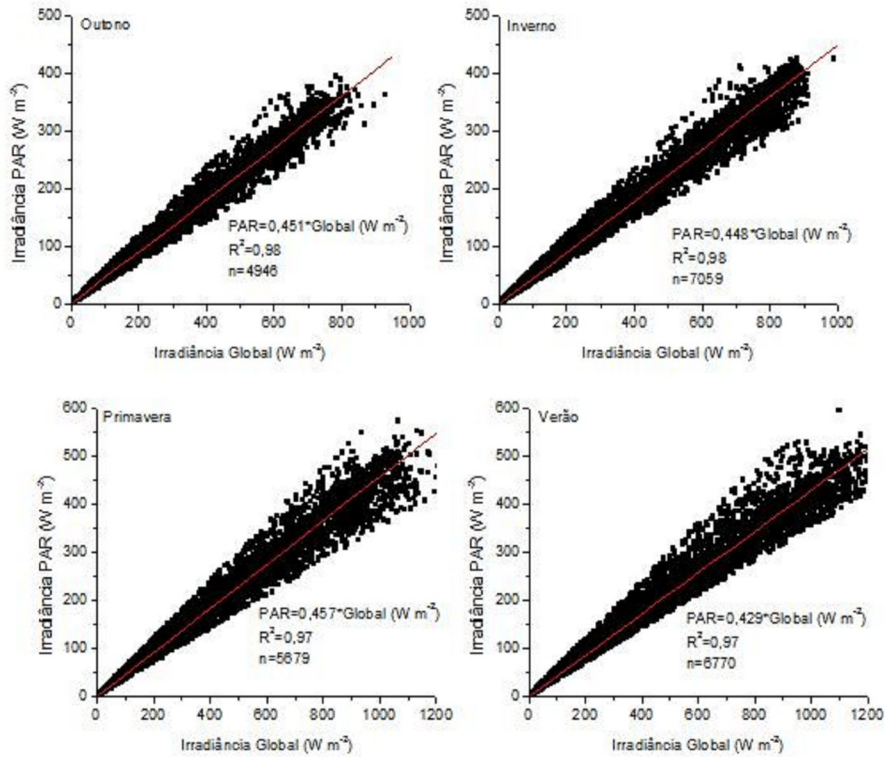 Outono
500
400
300
200
100
0
Irradiância PAR (W m⁻²)
PAR=0,451*Global (W m⁻²)
R²=0,98
n=4946
0 200 400 600 800 1000
Irradiância Global (W m⁻²)
Inverno
500
400
300
200
100
0
Irradiância PAR (W m⁻²)
PAR=0,448*Global (W m⁻²)
R²=0,98
n=7059
0 200 400 600 800 1000
Irradiância Global (W m⁻²)
Primavera
600
500
400
300
200
100
0
Irradiância PAR (W m⁻²)
PAR=0,457*Global (W m⁻²)
R²=0,97
n=5679
0 200 400 600 800 1000 1200
Irradiância Global (W m⁻²)
Verão
600
500
400
300
200
100
0
Irradiância PAR (W m⁻²)
PAR=0,429*Global (W m⁻²)
R²=0,97
n=6770
0 200 400 600 800 1000 1200
Irradiância Global (W m⁻²)